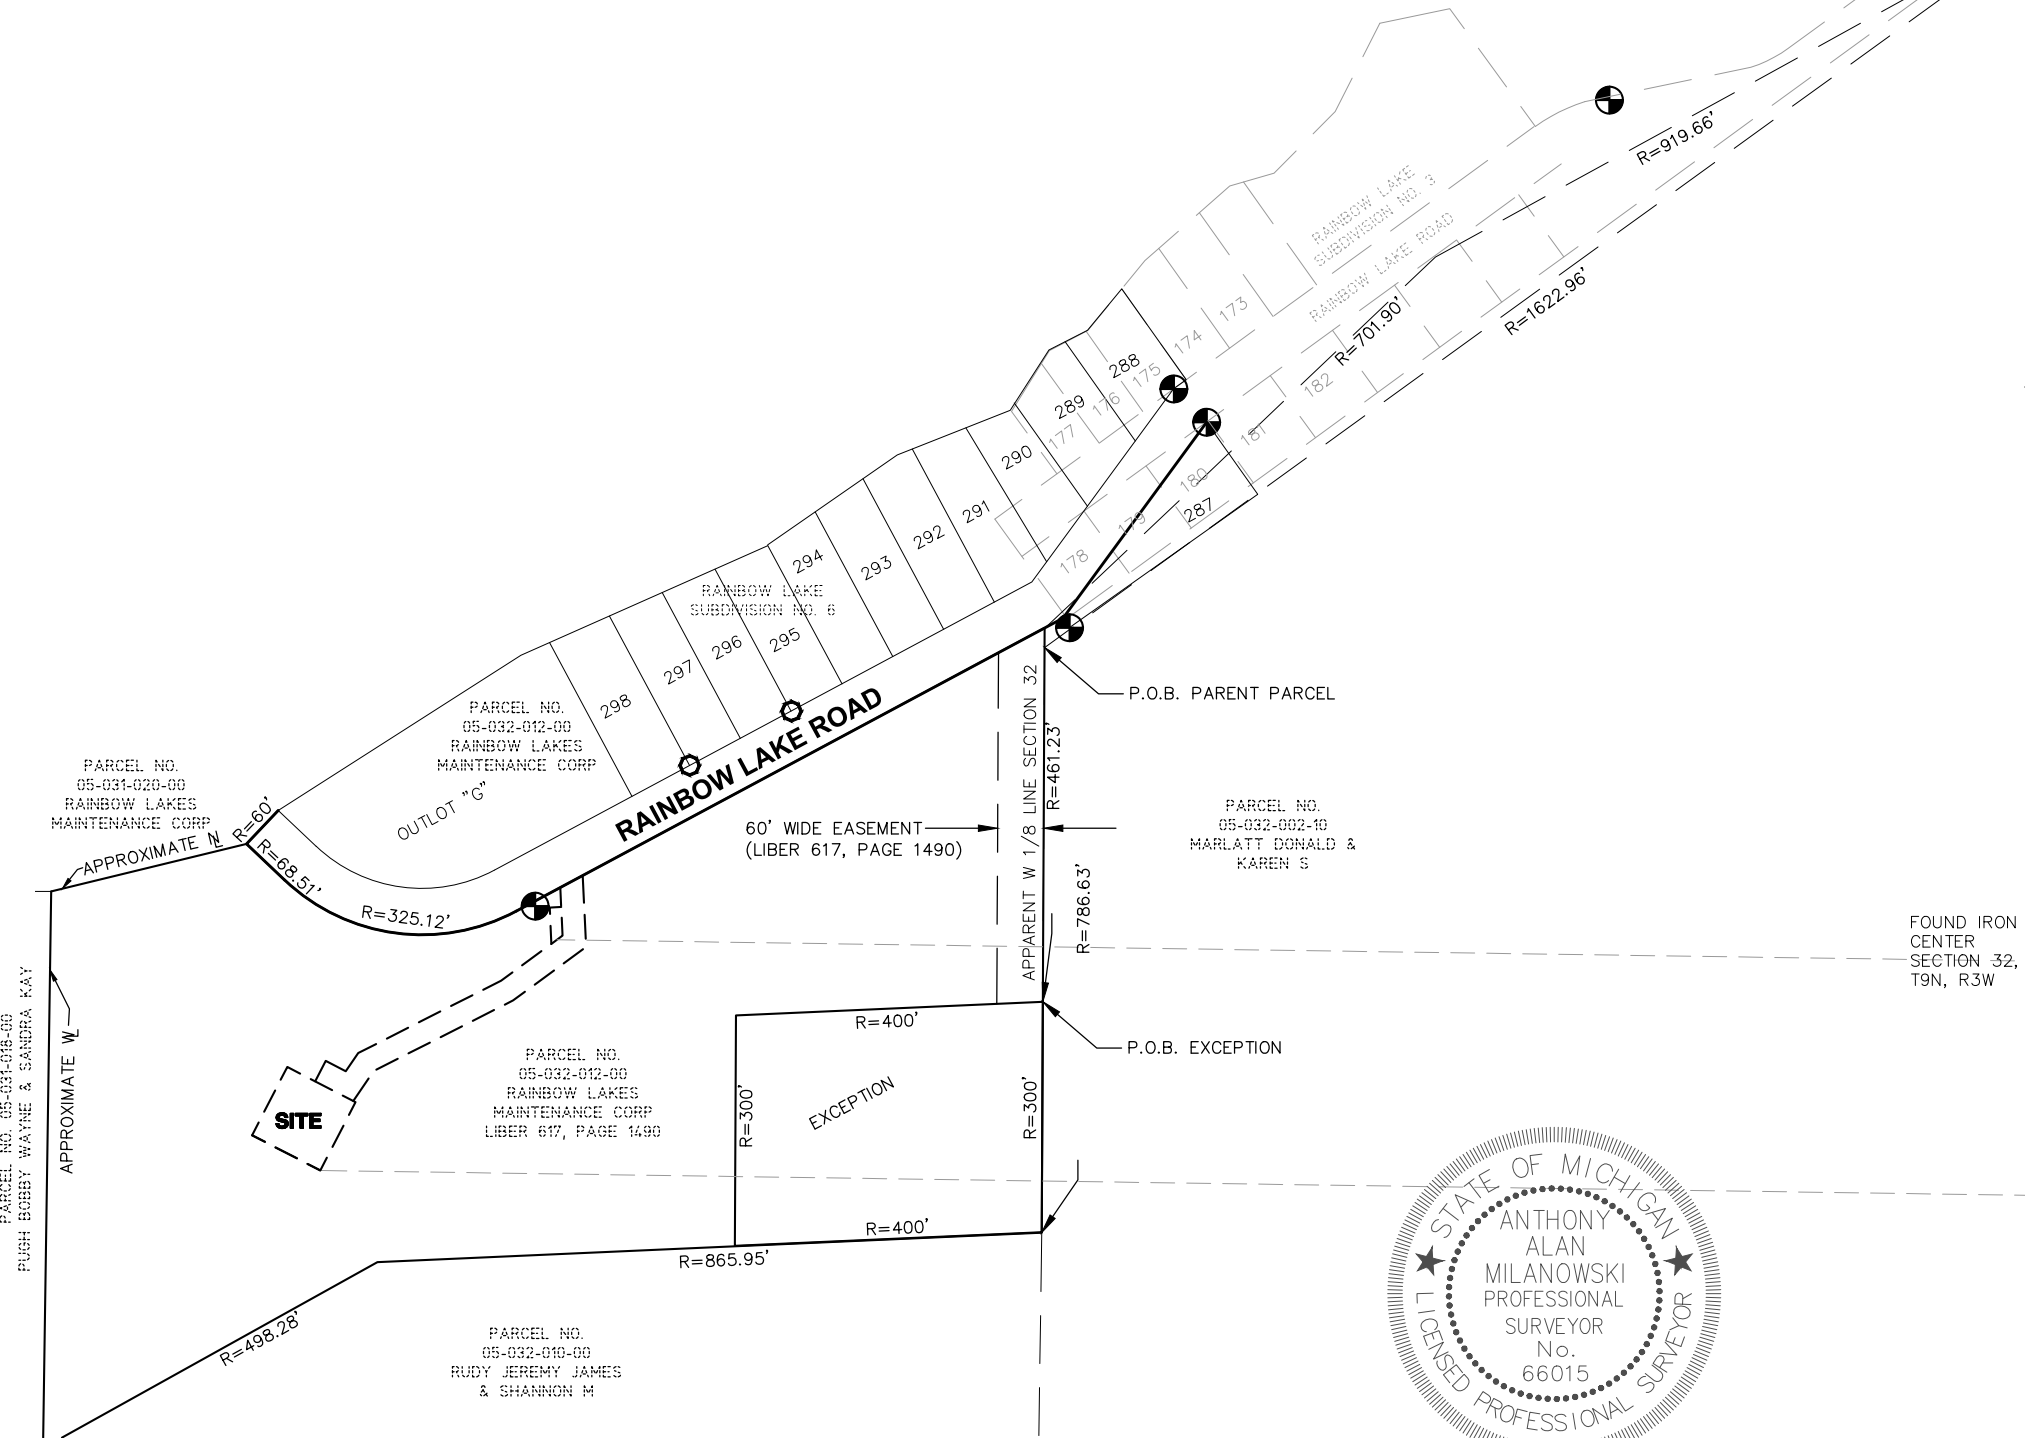 R=919.66'
RAINBOW LAKE
SUBDIVISION NO. 3
RAINBOW LAKE ROAD
R=1622.96'
R=701.90'
173
174
175
176
177
178
179
180
181
182
287
288
289
290
291
292
293
294
295
296
297
298
RAINBOW LAKE
SUBDIVISION NO. 6
PARCEL NO.
05-032-012-00
RAINBOW LAKES
MAINTENANCE CORP
OUTLOT "G"
RAINBOW LAKE ROAD
PARCEL NO.
05-031-020-00
RAINBOW LAKES
MAINTENANCE CORP
R=60'
APPROXIMATE NL
R=68.51'
R=325.12'
P.O.B. PARENT PARCEL
APPARENT W 1/8 LINE SECTION 32
R=461.23'
R=786.63'
60' WIDE EASEMENT
(LIBER 617, PAGE 1490)
PARCEL NO.
05-032-002-10
MARLATT DONALD &
KAREN S
FOUND IRON
CENTER
SECTION 32,
T9N, R3W
PARCEL NO. 05-031-018-00
PUGH BOBBY WAYNE & SANDRA KAY
APPROXIMATE WL
SITE
PARCEL NO.
05-032-012-00
RAINBOW LAKES
MAINTENANCE CORP
LIBER 617, PAGE 1490
R=400'
R=300'
EXCEPTION
R=300'
R=400'
P.O.B. EXCEPTION
R=865.95'
R=498.28'
PARCEL NO.
05-032-010-00
RUDY JEREMY JAMES
& SHANNON M
STATE OF MICHIGAN
ANTHONY
ALAN
MILANOWSKI
PROFESSIONAL
SURVEYOR
No.
66015
LICENSED PROFESSIONAL SURVEYOR